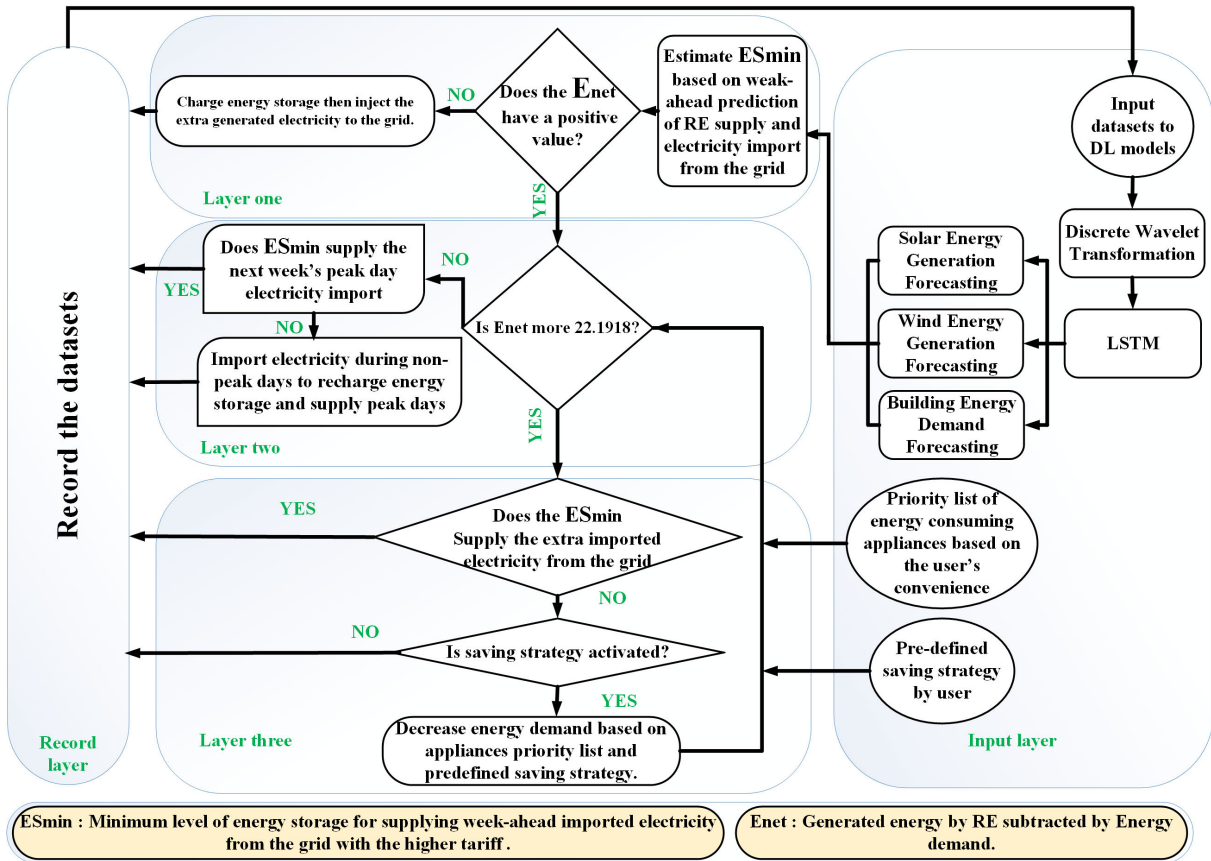 Record the datasets
Record
layer
Charge energy storage then inject the
extra generated electricity to the grid.
NO
Does the Enet
have a positive
value?
Estimate ESmin
based on weak-
ahead prediction
of RE supply and
electricity import
from the grid
Layer one
YES
Does ESmin supply the
next week's peak day
electricity import
NO
YES
NO
Is Enet more 22.1918?
Import electricity during non-
peak days to recharge energy
storage and supply peak days
Layer two
YES
YES
Does the ESmin
Supply the extra imported
electricity from the grid
NO
NO
Is saving strategy activated?
YES
Decrease energy demand based on
appliances priority list and
predefined saving strategy.
Layer three
Input
datasets to
DL models
Discrete Wavelet
Transformation
LSTM
Solar Energy
Generation
Forecasting
Wind Energy
Generation
Forecasting
Building Energy
Demand
Forecasting
Priority list of
energy consuming
appliances based on
the user's
convenience
Pre-defined
saving strategy
by user
Input layer
ESmin : Minimum level of energy storage for supplying week-ahead imported electricity
from the grid with the higher tariff .
Enet : Generated energy by RE subtracted by Energy
demand.